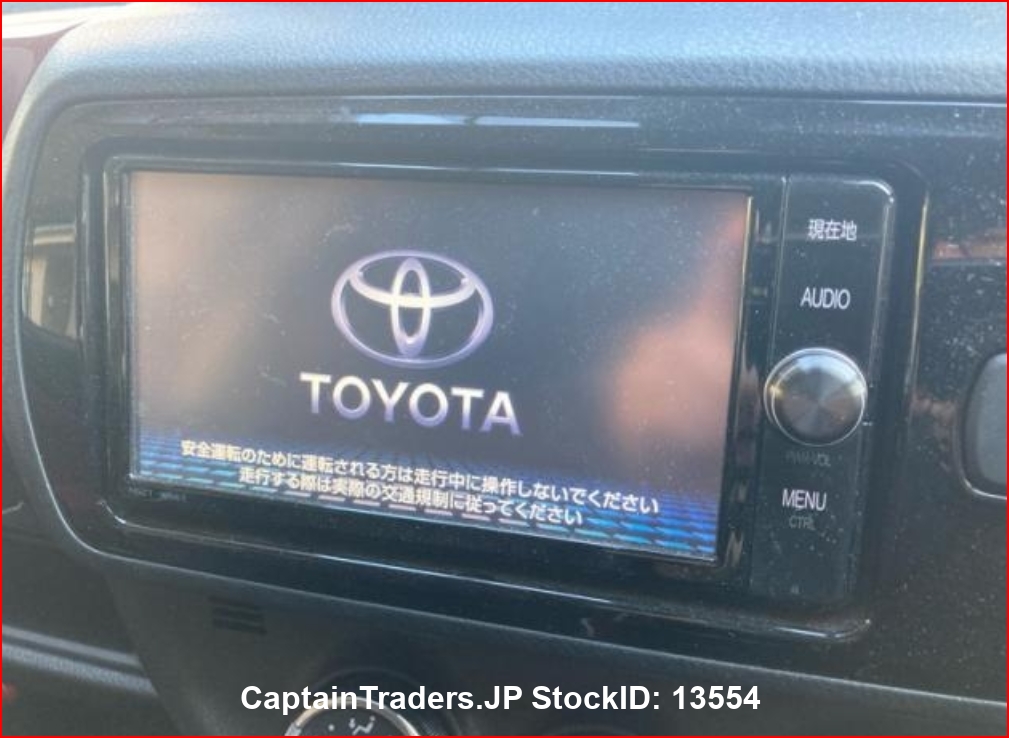 現在地
AUDIO
TOYOTA
PWR·VOL
安全運転のために運転される方は走行中に操作しないでください
走行する際は実際の交通規制に従ってください
MENU
CTRL
CaptainTraders.JP StockID: 13554